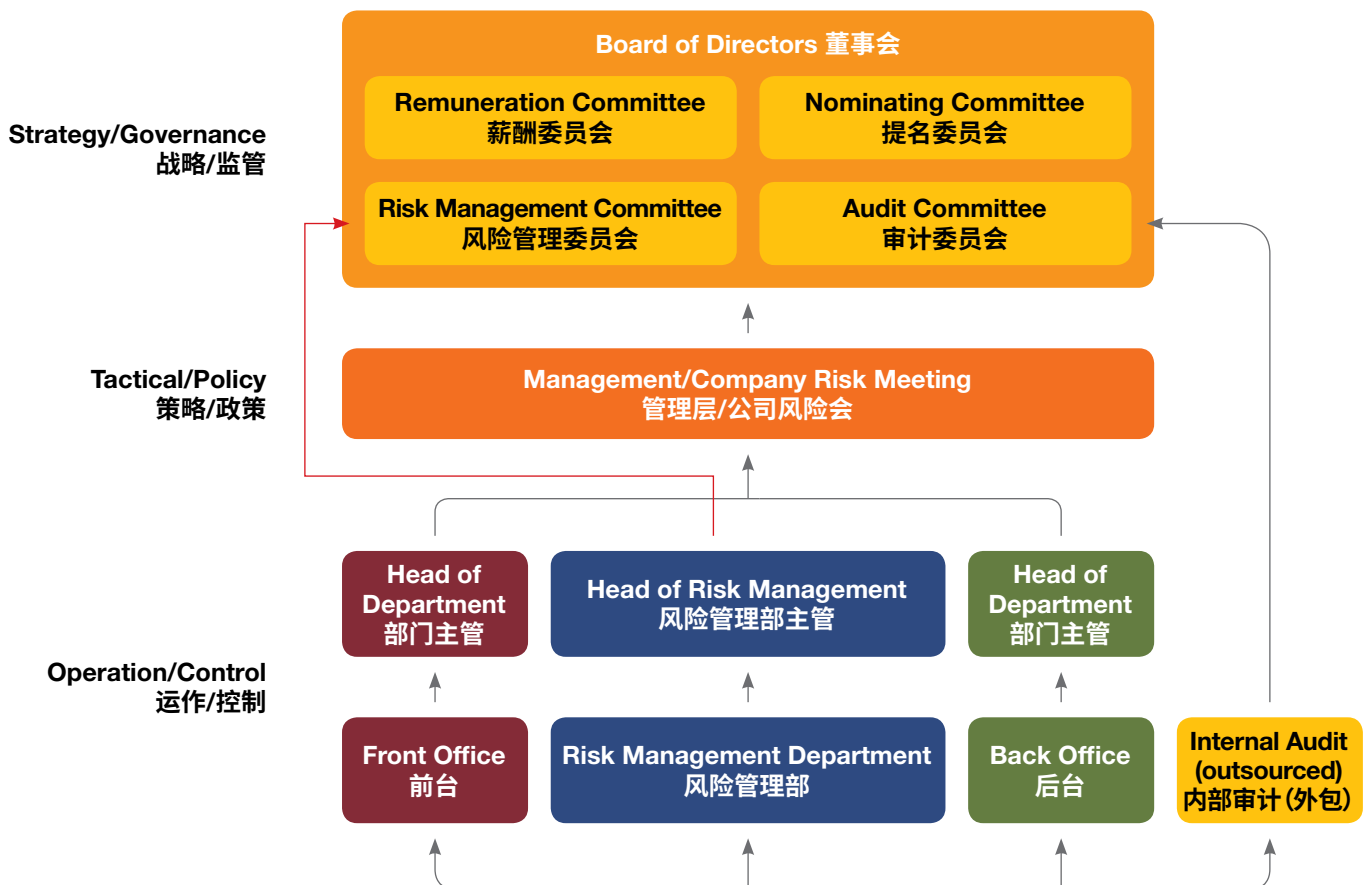 Board of Directors 董事会
Remuneration Committee
薪酬委员会
Nominating Committee
提名委员会
Strategy/Governance
战略/监管
Risk Management Committee
风险管理委员会
Audit Committee
审计委员会
Tactical/Policy
策略/政策
Management/Company Risk Meeting
管理层/公司风险会
Head of
Department
部门主管
Head of Risk Management
风险管理部主管
Head of
Department
部门主管
Operation/Control
运作/控制
Front Office
前台
Risk Management Department
风险管理部
Back Office
后台
Internal Audit
(outsourced)
内部审计(外包)